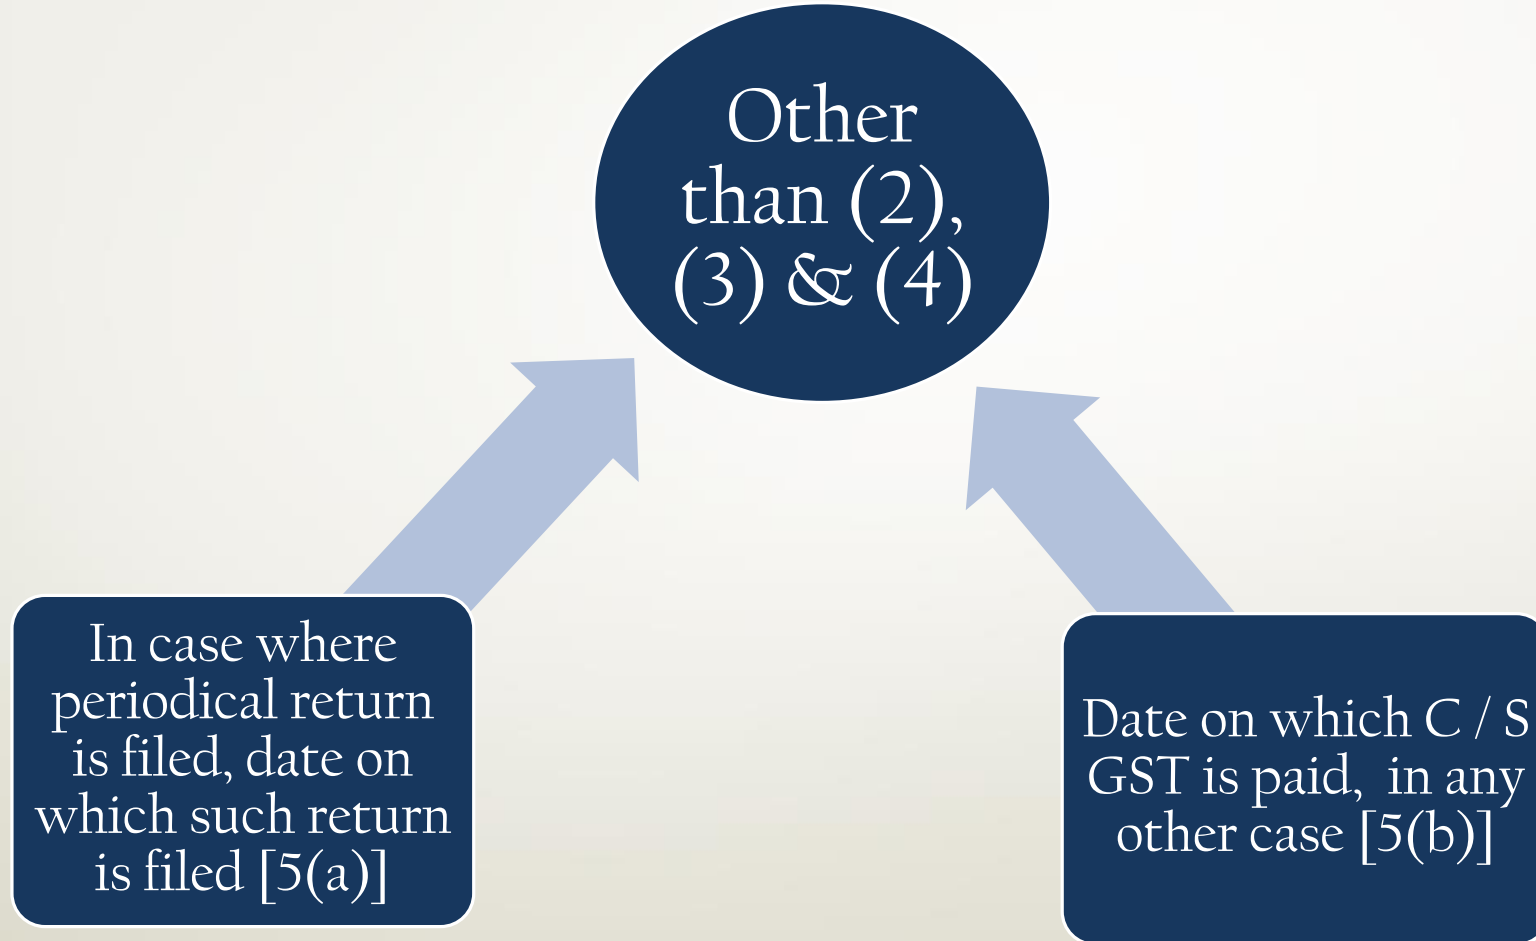 Other
than (2),
(3) & (4)
In case where
periodical return
is filed, date on
which such return
is filed [5(a)]
Date on which C / S
GST is paid, in any
other case [5(b)]